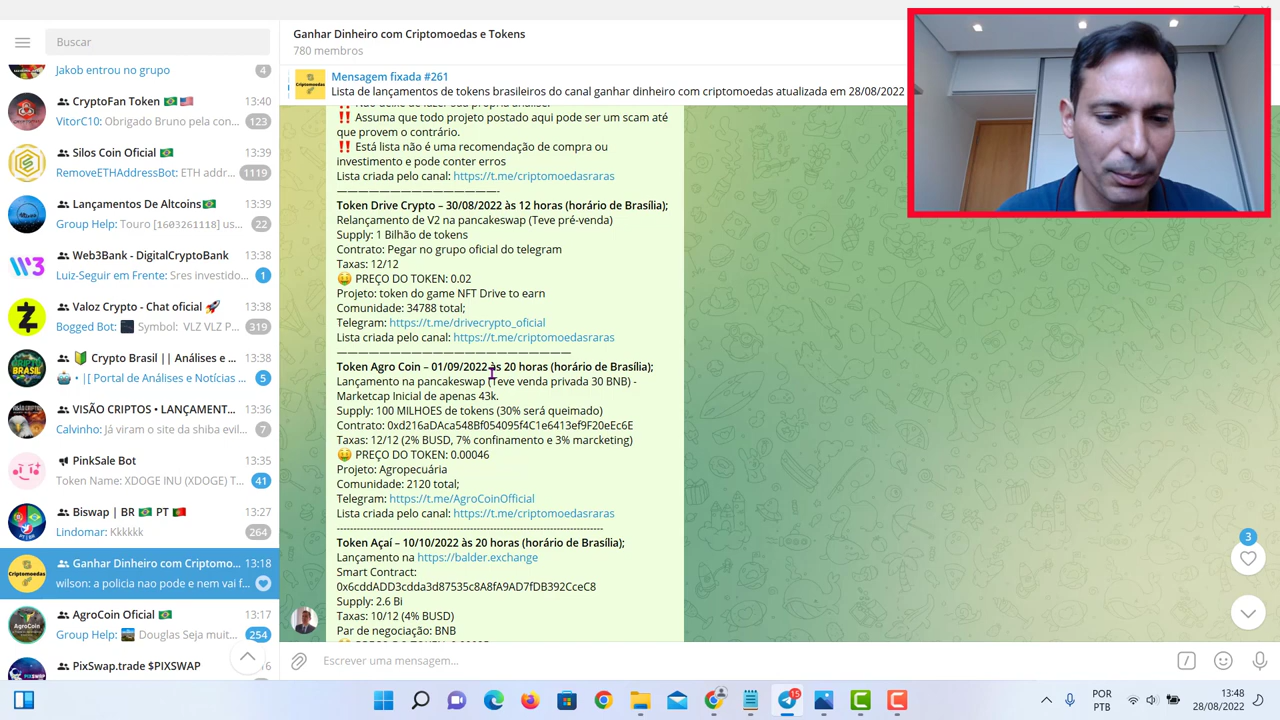 Buscar
Jakob entrou no grupo
4
CryptoFan Token 13:40
VitorC10: Obrigado Bruno pela con... 123
Silos Coin Oficial 13:39
RemoveETHAddressBot: ETH addr... 1119
Lançamentos De Altcoins 13:39
Group Help: Touro [1603261118] us... 22
Web3Bank - DigitalCryptoBank 13:38
Luiz-Seguir em Frente: Sres investido... 1
Valoz Crypto - Chat oficial 13:38
Bogged Bot: Symbol: VLZ VLZ P... 319
Crypto Brasil || Análises e ... 13:38
•|[ Portal de Análises e Notícias ... 5
VISÃO CRIPTOS • LANÇAMENT... 13:36
Calvinho: Já viram o site da shiba evil... 7
PinkSale Bot 13:35
Token Name: XDOGE INU (XDOGE) T... 41
Biswap | BR PT 13:27
Lindomar: Kkkkkk 264
Criptomoedas
Ganhar Dinheiro com Criptomo... 13:18
wilson: a policia nao pode e nem vai f...
AgroCoin Oficial 13:17
Group Help: Douglas Seja muit... 254
PixSwap.trade $PIXSWAP
Ganhar Dinheiro com Criptomoedas e Tokens
780 membros
Mensagem fixada #261
Lista de lançamentos de tokens brasileiros do canal ganhar dinheiro com criptomoedas atualizada em 28/08/2022
‼ Não deixe de fazer sua própria análise.
‼ Assuma que todo projeto postado aqui pode ser um scam até
que provem o contrário.
‼ Está lista não é uma recomendação de compra ou
investimento e pode conter erros
Lista criada pelo canal: https://t.me/criptomoedasraras
———————————————-
Token Drive Crypto – 30/08/2022 às 12 horas (horário de Brasília);
Relançamento de V2 na pancakeswap (Teve pré-venda)
Supply: 1 Bilhão de tokens
Contrato: Pegar no grupo oficial do telegram
Taxas: 12/12
PREÇO DO TOKEN: 0.02
Projeto: token do game NFT Drive to earn
Comunidade: 34788 total;
Telegram: https://t.me/drivecrypto_oficial
Lista criada pelo canal: https://t.me/criptomoedasraras
——————————————————————
Token Agro Coin – 01/09/2022 às 20 horas (horário de Brasília);
Lançamento na pancakeswap (Teve venda privada 30 BNB) -
Marketcap Inicial de apenas 43k.
Supply: 100 MILHOES de tokens (30% será queimado)
Contrato: 0xd216aDAca548Bf054095f4C1e6413ef9F20eEc6E
Taxas: 12/12 (2% BUSD, 7% confinamento e 3% marcketing)
PREÇO DO TOKEN: 0.00046
Projeto: Agropecuária
Comunidade: 2120 total;
Telegram: https://t.me/AgroCoinOfficial
Lista criada pelo canal: https://t.me/criptomoedasraras
--------------------------------------------------------------------------------
Token Açaí – 10/10/2022 às 20 horas (horário de Brasília);
Lançamento na https://balder.exchange
Smart Contract:
0x6cddADD3cdda3d87535c8A8fA9AD7fDB392CceC8
Supply: 2.6 Bi
Taxas: 10/12 (4% BUSD)
Par de negociação: BNB
3
Escrever uma mensagem...
15
POR
PTB
13:48
28/08/2022